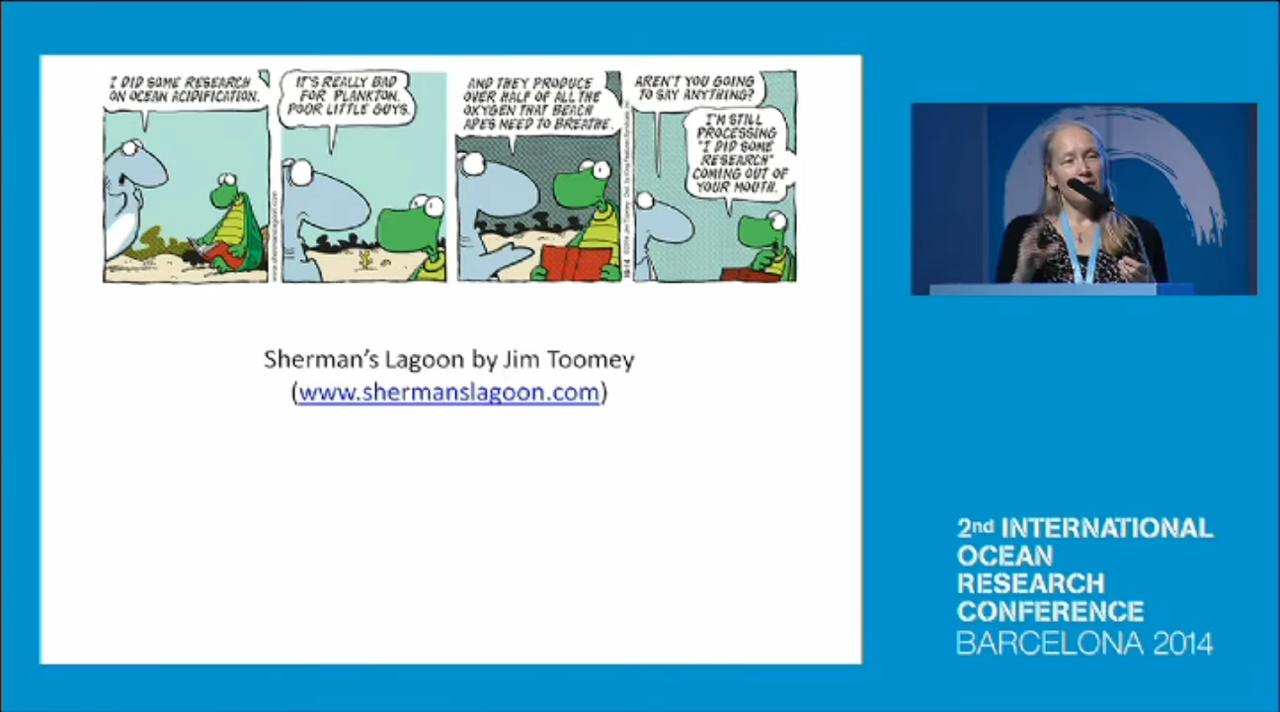 I DID SOME RESEARCH
ON OCEAN ACIDIFICATION.
IT'S REALLY BAD
FOR PLANKTON.
POOR LITTLE GUYS.
AND THEY PRODUCE
OVER HALF OF ALL THE
OXYGEN THAT BEACH
APES NEED TO BREATHE.
AREN'T YOU GOING
TO SAY ANYTHING?
I'M STILL
PROCESSING
"I DID SOME
RESEARCH"
COMING OUT OF
YOUR MOUTH.
www.shermanslagoon.com
Sherman's Lagoon by Jim Toomey
(www.shermanslagoon.com)
2nd INTERNATIONAL
OCEAN
RESEARCH
CONFERENCE
BARCELONA 2014